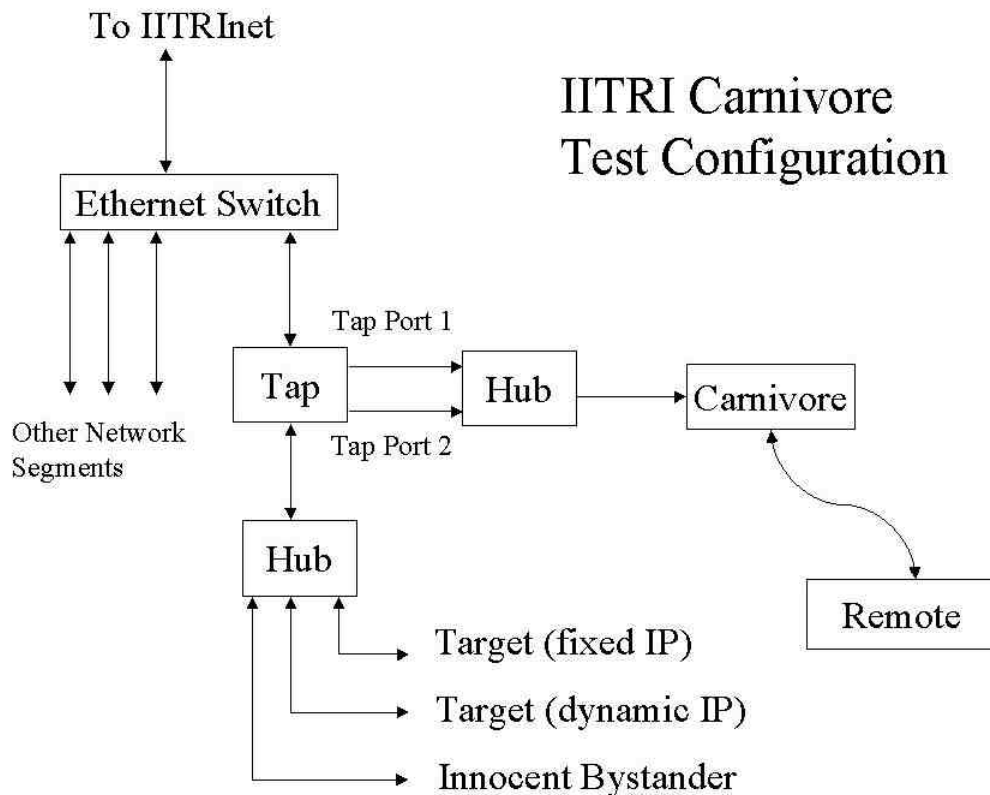 To IITRInet
IITRI Carnivore
Test Configuration
Ethernet Switch
Tap Port 1
Tap
Hub
Carnivore
Other Network
Segments
Tap Port 2
Hub
Remote
Target (fixed IP)
Target (dynamic IP)
Innocent Bystander